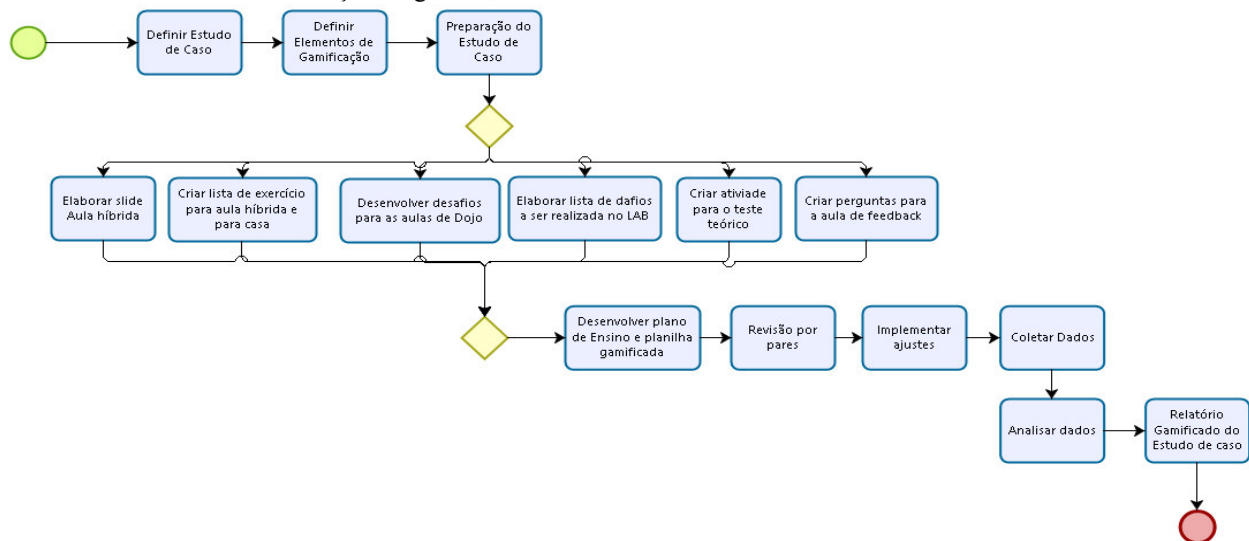 Definir Estudo
de Caso
Definir
Elementos de
Gamificação
Preparação do
Estudo de
Caso
Elaborar slide
Aula híbrida
Criar lista de exercício
para aula híbrida e
para casa
Desenvolver desafios
para as aulas de Dojo
Elaborar lista de dafios
a ser realizada no LAB
Criar ativiade
para o teste
teórico
Criar perguntas para
a aula de feedback
Desenvolver plano
de Ensino e planilha
gamificada
Revisão por
pares
Implementar
ajustes
Coletar Dados
Analisar dados
Relatório
Gamificado do
Estudo de caso